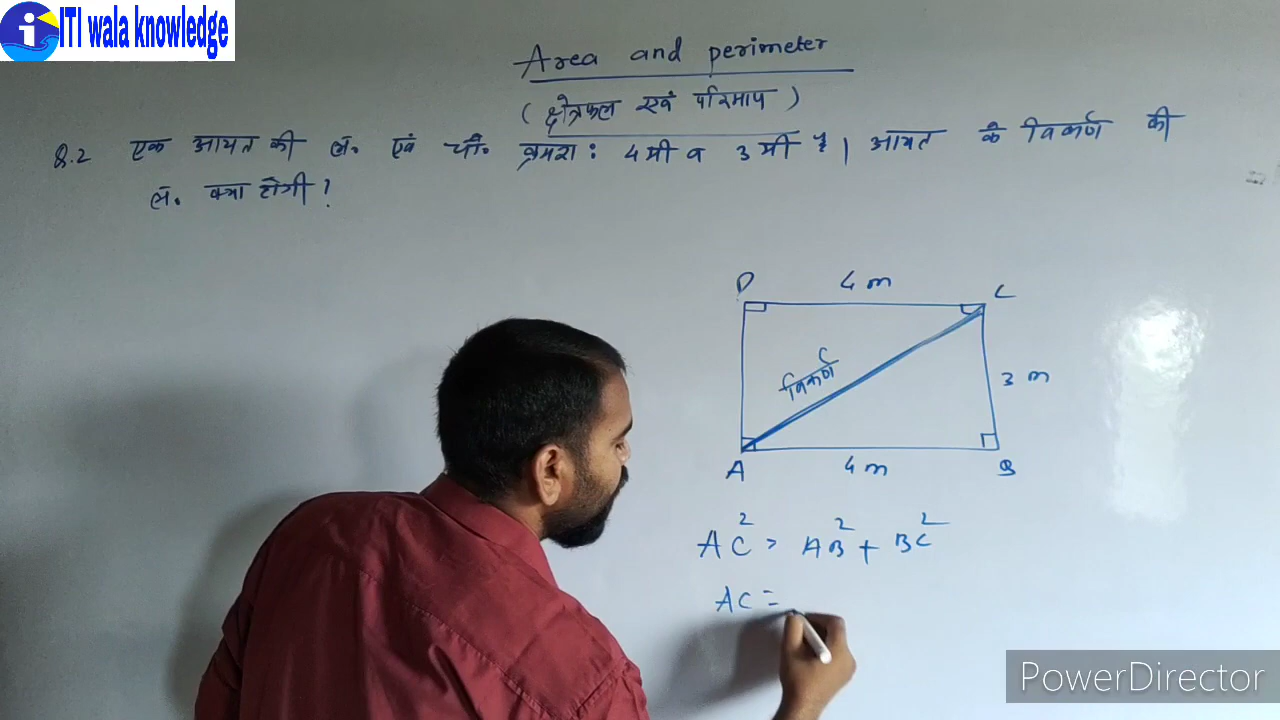 ITI wala knowledge
Area and perimeter
(क्षेत्रफल एवं परिमाप)
Q.2 एक आयत की लं. एवं चौ. क्रमशः 4 मी व 3 मी है। आयत के विकर्ण की
लं. क्या होगी?
D 4 m C
विकर्ण
3 m
A 4 m B
AC² = AB² + BC²
AC =
PowerDirector